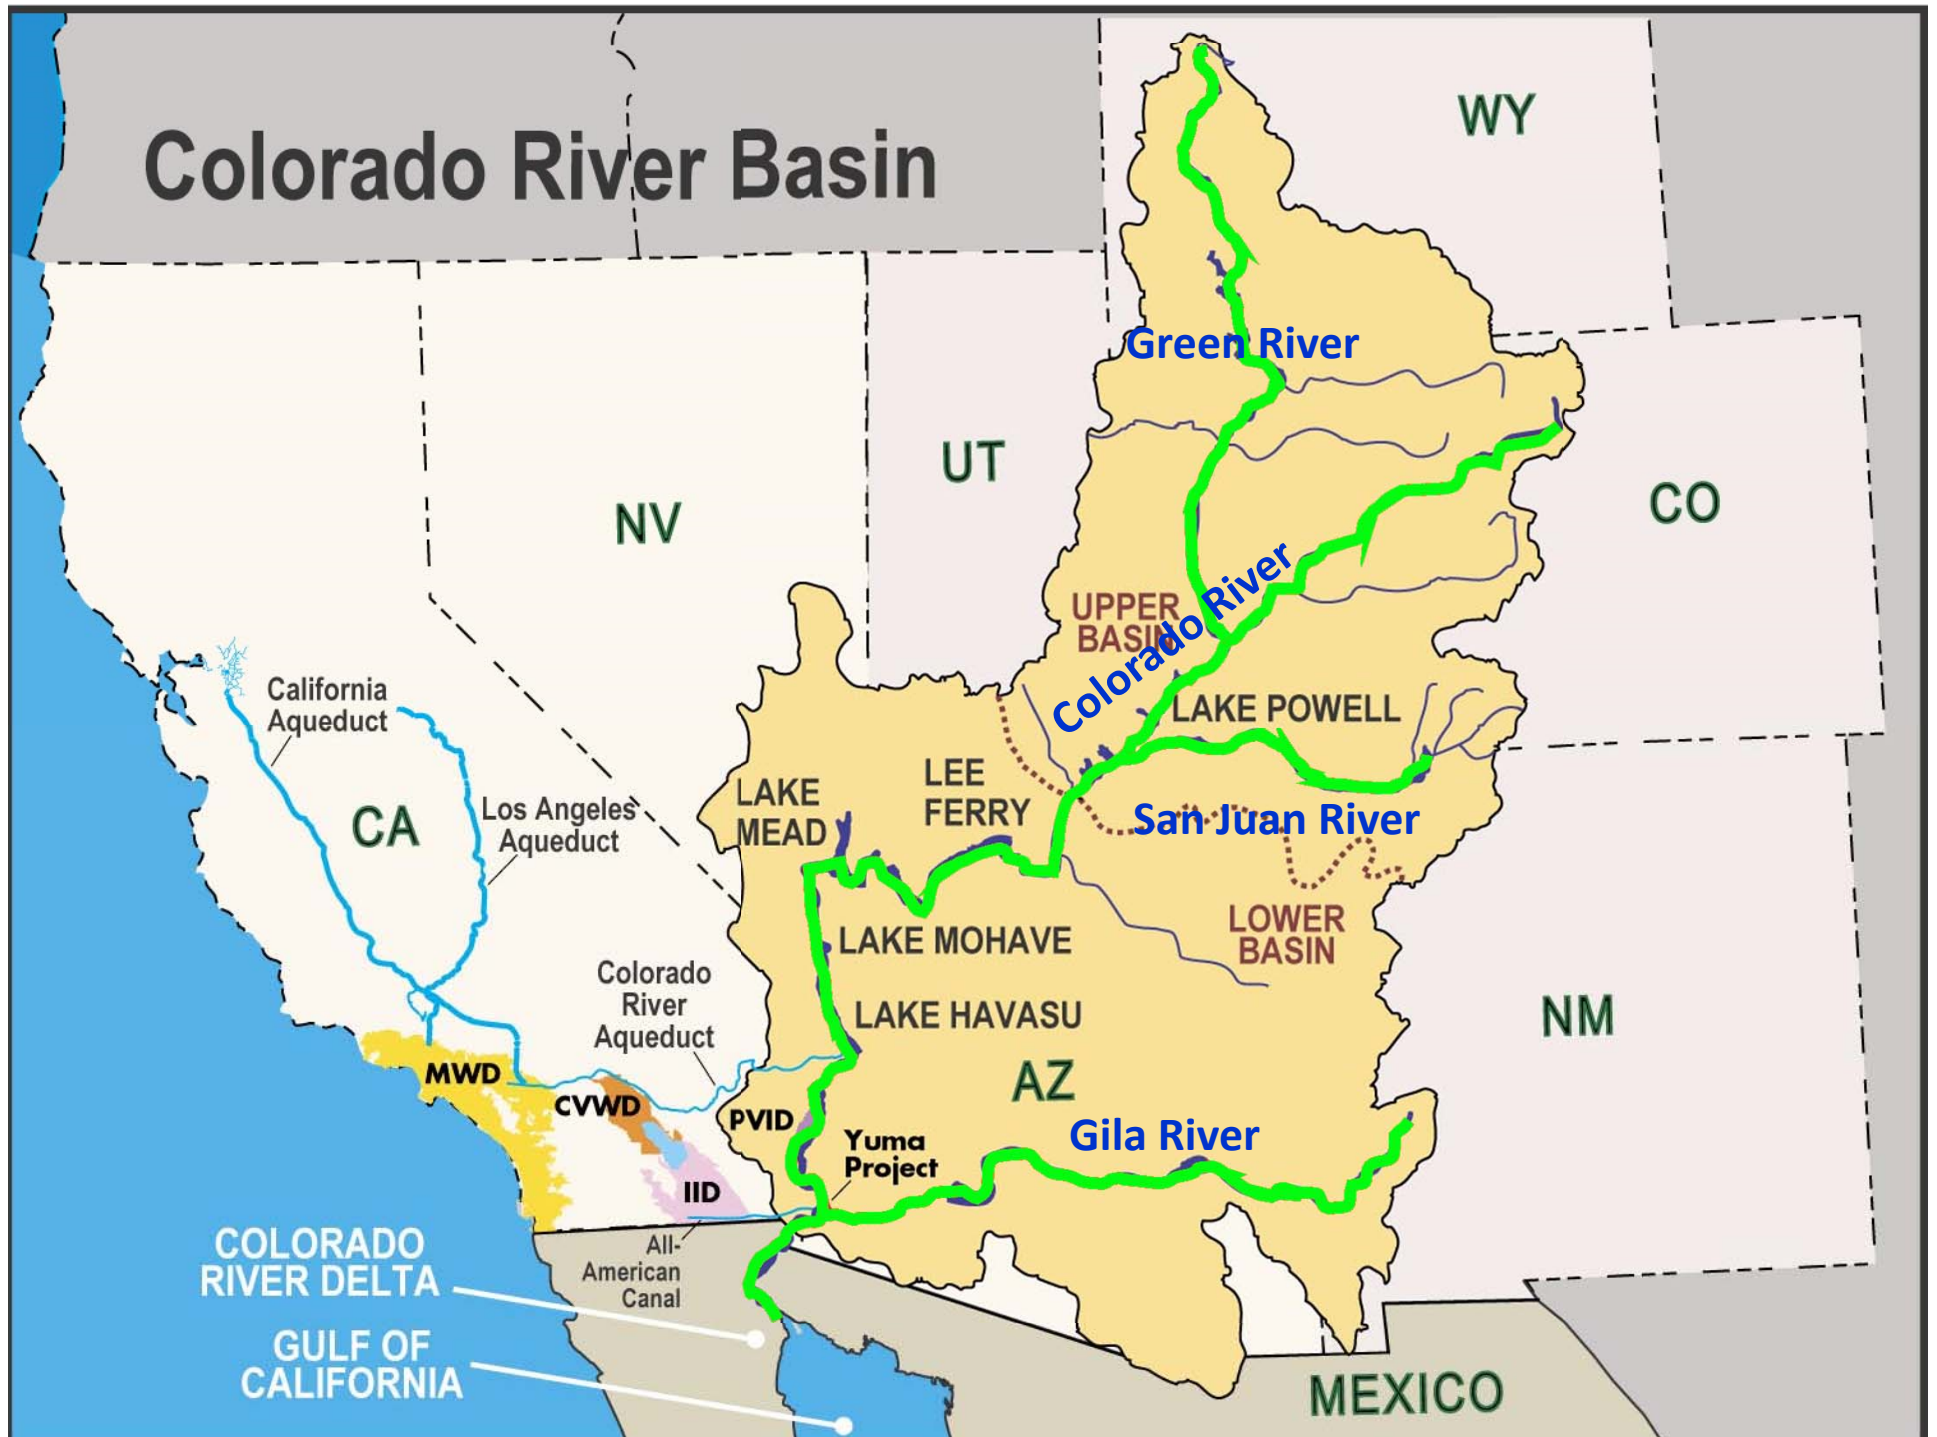 Colorado River Basin
WY
Green River
UT
CO
NV
UPPER
BASIN
Colorado River
LAKE POWELL
California
Aqueduct
LEE
FERRY
LAKE
MEAD
Los Angeles
Aqueduct
CA
San Juan River
LOWER
BASIN
LAKE MOHAVE
Colorado
River
Aqueduct
LAKE HAVASU
NM
AZ
MWD
CVWD
PVID
Gila River
Yuma
Project
IID
COLORADO
RIVER DELTA
All-
American
Canal
GULF OF
CALIFORNIA
MEXICO